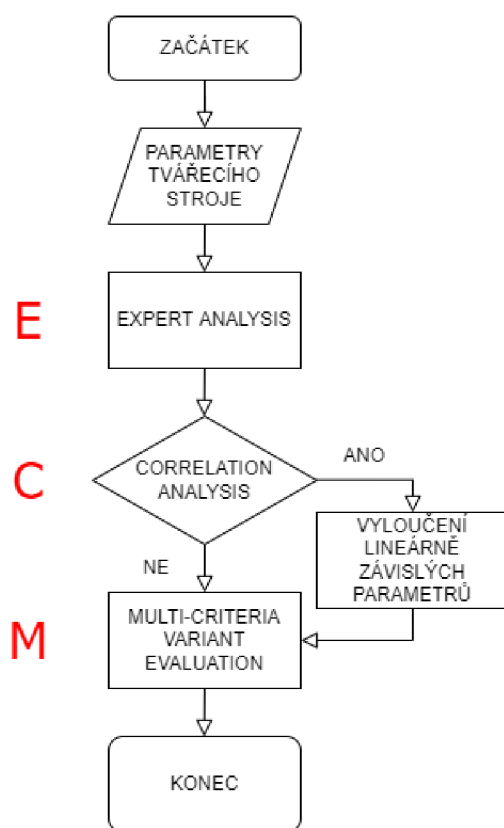 ZAČÁTEK
PARAMETRY
TVÁŘECÍHO
STROJE
E
EXPERT ANALYSIS
C
CORRELATION
ANALYSIS
ANO
VYLOUČENÍ
LINEÁRNĚ
ZÁVISLÝCH
PARAMETRŮ
NE
M
MULTI-CRITERIA
VARIANT
EVALUATION
KONEC